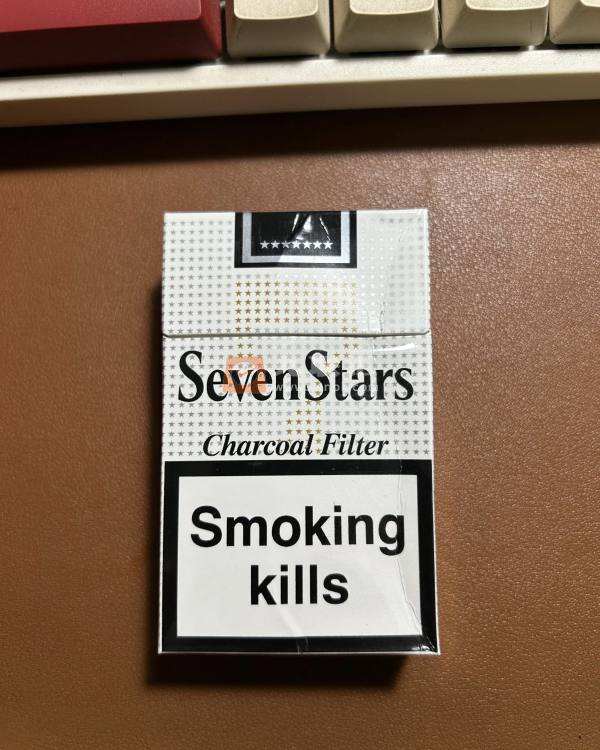 SevenStars
Charcoal Filter
Smoking
kills